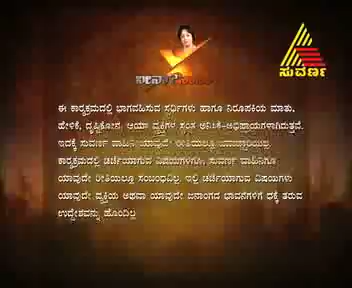 ಸುವರ್ಣ
ಈ ಕಾರ್ಯಕ್ರಮದಲ್ಲಿ ಭಾಗವಹಿಸುವ ಸ್ಪರ್ಧಿಗಳು ಹಾಗೂ ನಿರೂಪಕಿಯ ಮಾತು,
ಹೇಳಿಕೆ, ದೃಷ್ಟಿಕೋನ, ಆಯಾ ವ್ಯಕ್ತಿಗಳ ಸ್ವಂತ ಅನಿಸಿಕೆ-ಅಭಿಪ್ರಾಯಗಳಾಗಿರುತ್ತವೆ.
ಇದಕ್ಕೆ ಸುವರ್ಣ ವಾಹಿನಿ ಯಾವುದೇ ರೀತಿಯಲ್ಲೂ
ಕಾರ್ಯಕ್ರಮದಲ್ಲಿ ಚರ್ಚೆಯಾಗುವ ವಿಷಯಗಳಿಗೂ, ಸುವರ್ಣ ವಾಹಿನಿಗೂ
ಯಾವುದೇ ರೀತಿಯಲ್ಲೂ ಸಂಬಂಧವಿಲ್ಲ. ಇಲ್ಲಿ ಚರ್ಚೆಯಾಗುವ ವಿಷಯಗಳು
ಯಾವುದೇ ವ್ಯಕ್ತಿಯ ಅಥವಾ ಯಾವುದೇ ಜನಾಂಗದ ಭಾವನೆಗಳಿಗೆ ಧಕ್ಕೆ ತರುವ
ಉದ್ದೇಶವನ್ನು ಹೊಂದಿಲ್ಲ